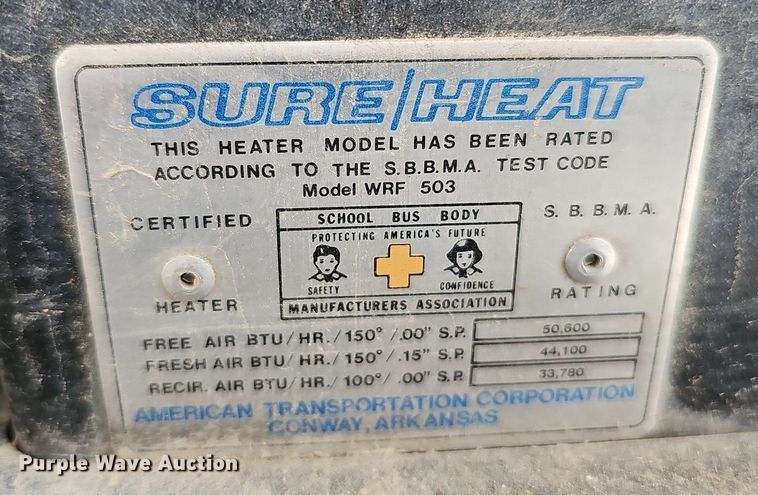 SURE/HEAT
THIS HEATER MODEL HAS BEEN RATED
ACCORDING TO THE S.B.B.M.A. TEST CODE
Model WRF 503
CERTIFIED
SCHOOL BUS BODY
S. B. B. M. A.
PROTECTING AMERICA'S FUTURE
SAFETY
CONFIDENCE
HEATER
RATING
MANUFACTURERS ASSOCIATION
FREE AIR BTU/HR./150° /.00" S.P. 50,600
FRESH AIR BTU/HR./150° /.15" S.P. 44,100
RECIR. AIR BTU/HR./100° /.00" S.P. 33,780
AMERICAN TRANSPORTATION CORPORATION
CONWAY, ARKANSAS
Purple Wave Auction